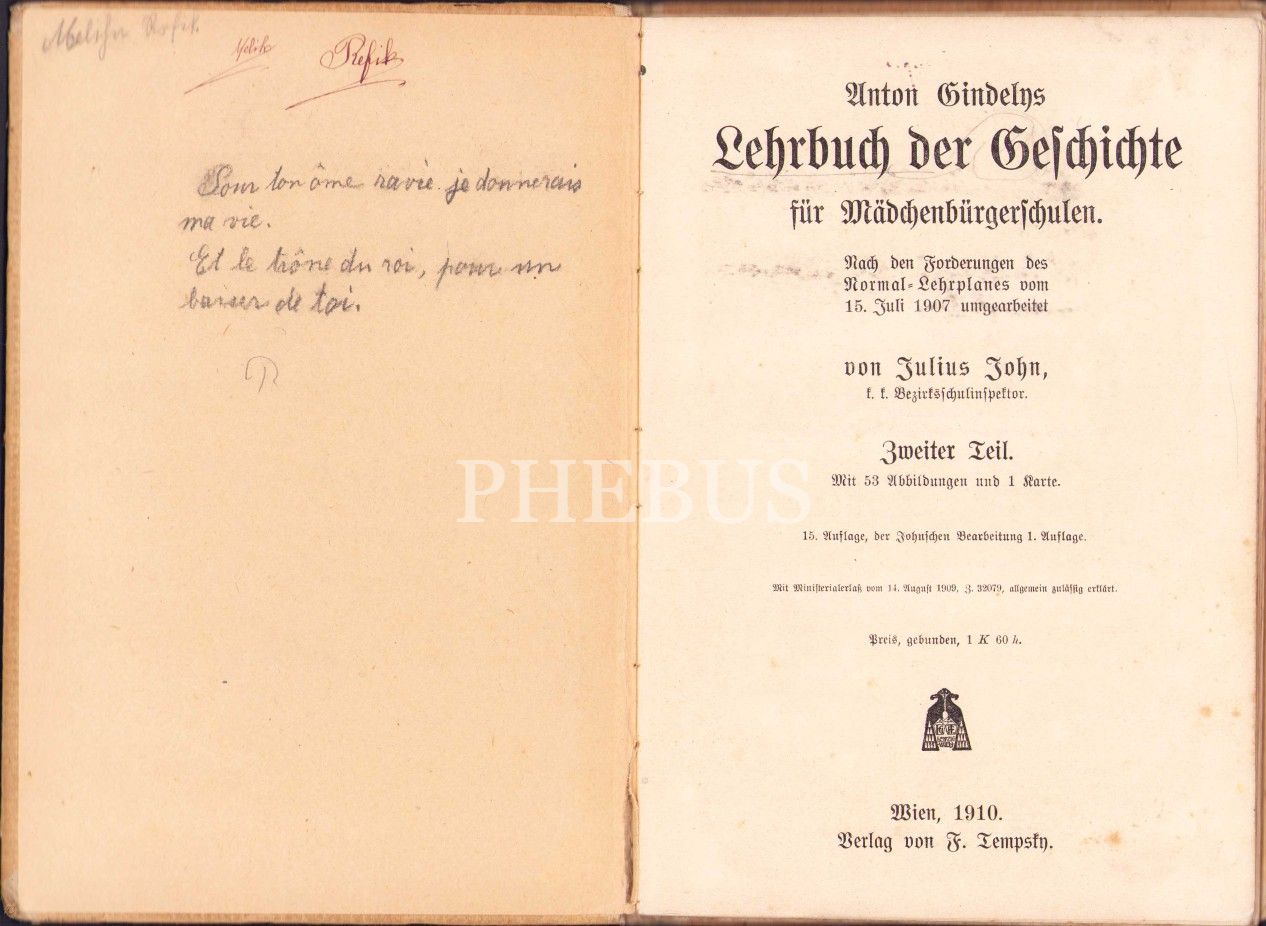 Melih Refik
Refik
Pour ton âme ravie je donnerais
ma vie.
Et le trône du roi, pour un
baiser de toi.
Anton Gindelys
Lehrbuch der Geschichte
für Mädchenbürgerschulen.
Nach den Forderungen des
Normal-Lehrplanes vom
15. Juli 1907 umgearbeitet
von Julius John,
k. k. Bezirksschulinspektor.
Zweiter Teil.
Mit 53 Abbildungen und 1 Karte.
PHEBUS
15. Auflage, der Johnschen Bearbeitung 1. Auflage.
Mit Ministerialerlaß vom 14. August 1909, Z. 32079, allgemein zulässig erklärt.
Preis, gebunden, 1 K 60 h.
Wien, 1910.
Verlag von F. Tempsky.